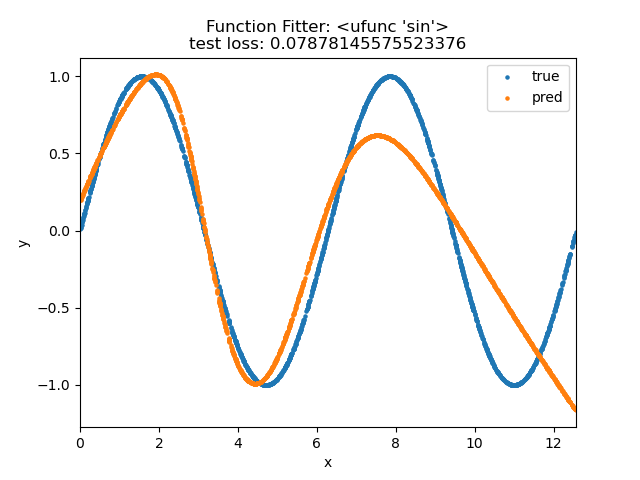 Function Fitter: <ufunc 'sin'>
test loss: 0.07878145575523376
true
pred
1.0
0.5
0.0
−0.5
−1.0
y
0 2 4 6 8 10 12
x